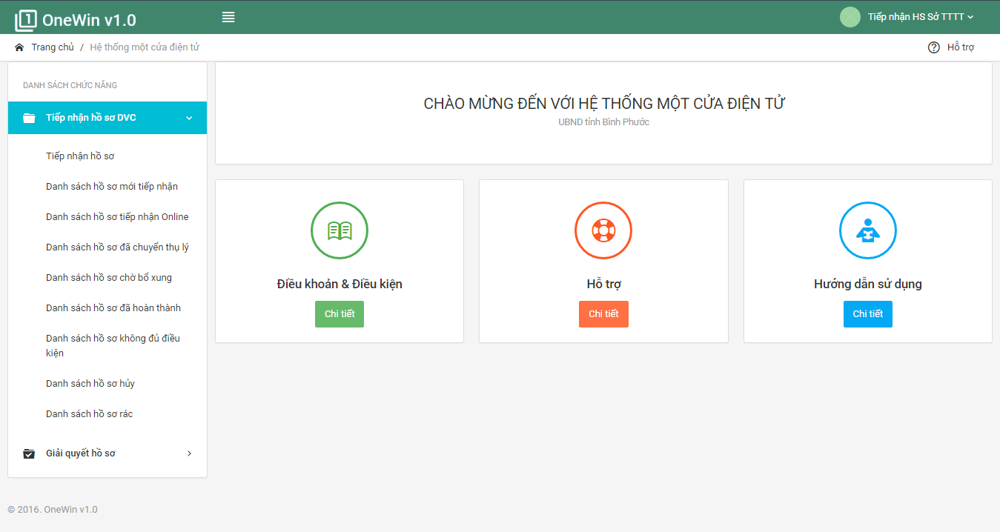 OneWin v1.0
Tiếp nhận HS Sở TTTT
Trang chủ / Hệ thống một cửa điện tử
Hỗ trợ
DANH SÁCH CHỨC NĂNG
Tiếp nhận hồ sơ DVC
Tiếp nhận hồ sơ
Danh sách hồ sơ mới tiếp nhận
Danh sách hồ sơ tiếp nhận Online
Danh sách hồ sơ đã chuyển thụ lý
Danh sách hồ sơ chờ bổ xung
Danh sách hồ sơ đã hoàn thành
Danh sách hồ sơ không đủ điều
kiện
Danh sách hồ sơ hủy
Danh sách hồ sơ rác
Giải quyết hồ sơ
CHÀO MỪNG ĐẾN VỚI HỆ THỐNG MỘT CỬA ĐIỆN TỬ
UBND tỉnh Bình Phước
Điều khoản & Điều kiện
Chi tiết
Hỗ trợ
Chi tiết
Hướng dẫn sử dụng
Chi tiết
© 2016. OneWin v1.0